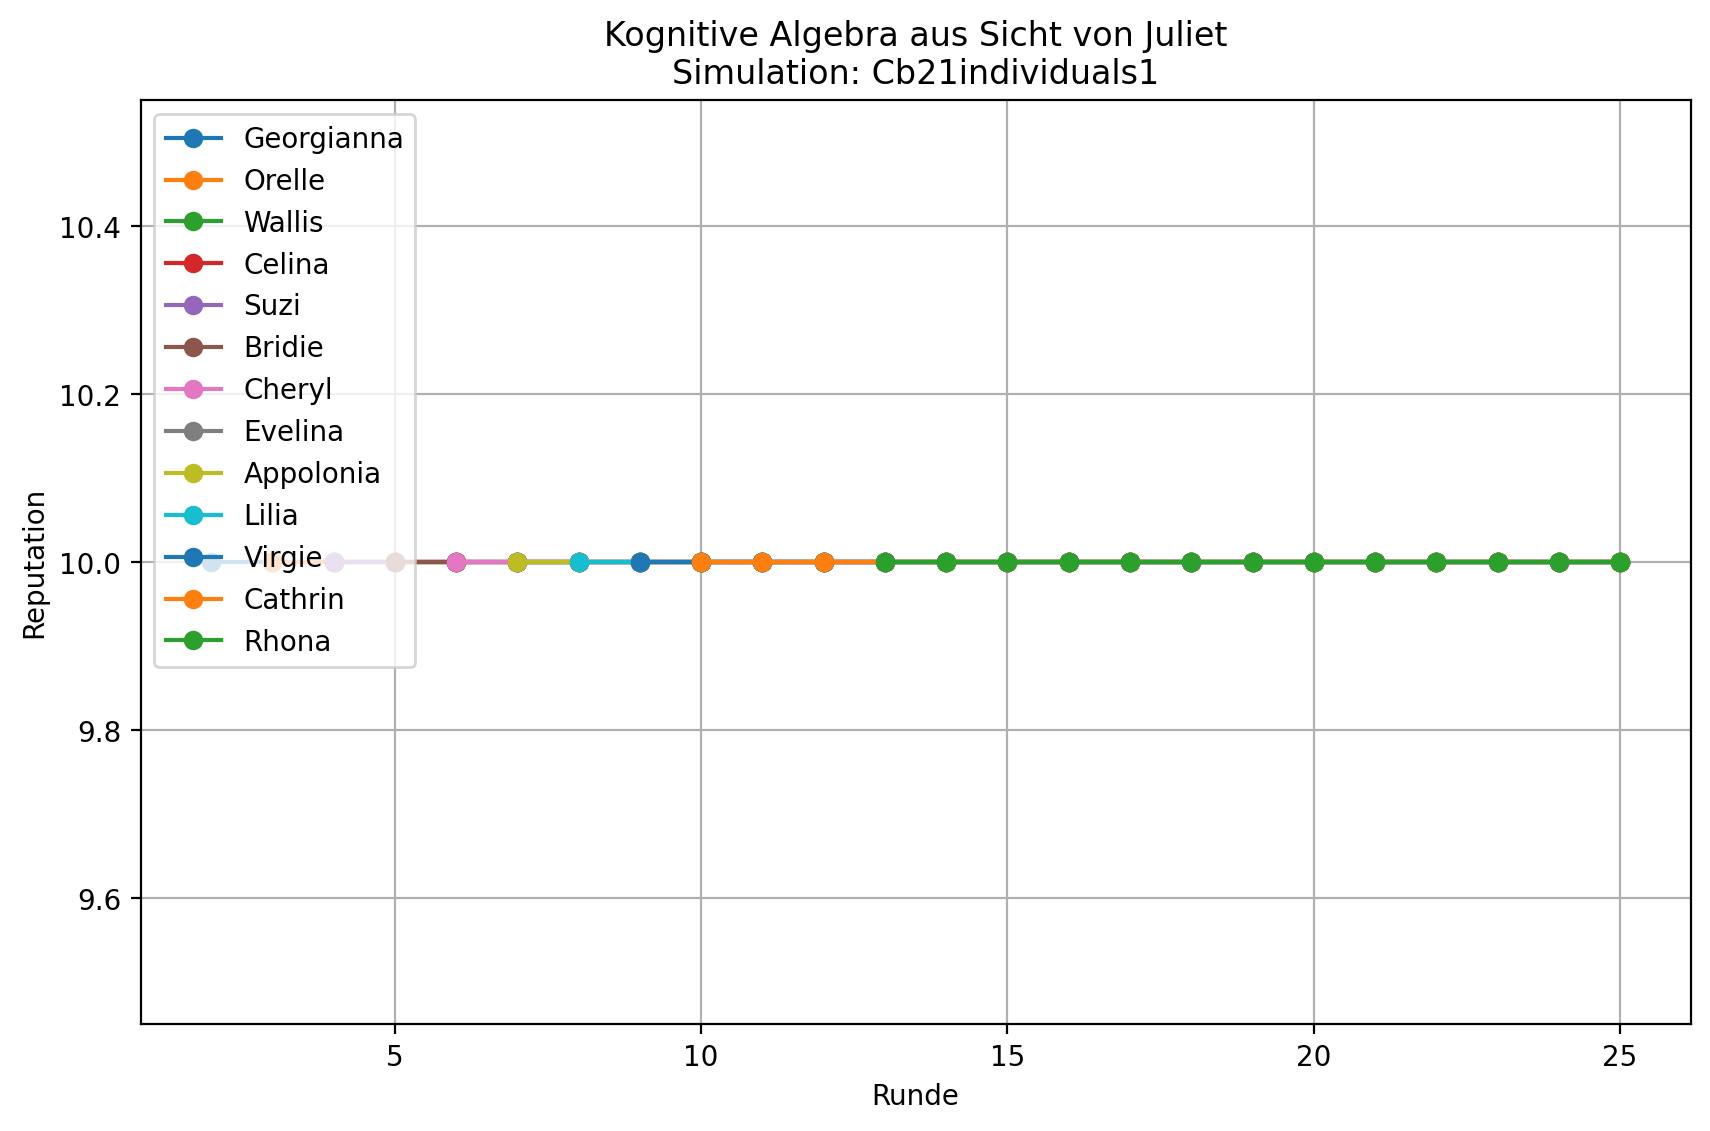 Kognitive Algebra aus Sicht von Juliet
Simulation: Cb21individuals1
Georgianna
Orelle
Wallis
Celina
Suzi
Bridie
Cheryl
Evelina
Appolonia
Lilia
Virgie
Cathrin
Rhona
Reputation
10.4
10.2
10.0
9.8
9.6
5
10
15
20
25
Runde